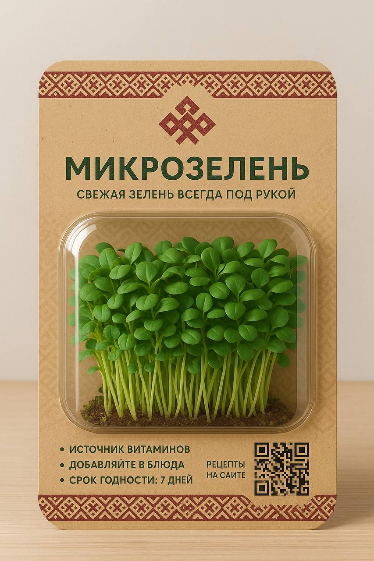 МИКРОЗЕЛЕНЬ
СВЕЖАЯ ЗЕЛЕНЬ ВСЕГДА ПОД РУКОЙ
• ИСТОЧНИК ВИТАМИНОВ
• ДОБАВЛЯЙТЕ В БЛЮДА
• СРОК ГОДНОСТИ: 7 ДНЕЙ
РЕЦЕПТЫ
НА САЙТЕ